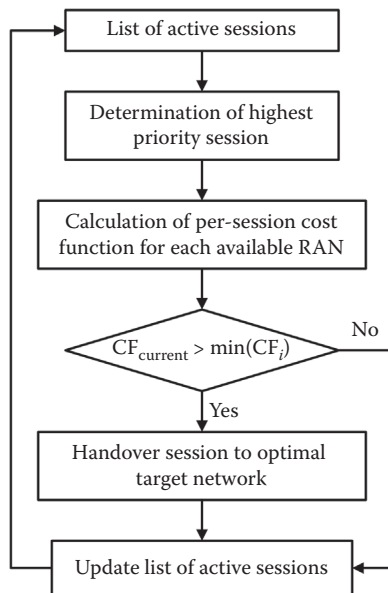 List of active sessions
Determination of highest
priority session
Calculation of per-session cost
function for each available RAN
CF_current > min(CF_i)
No
Yes
Handover session to optimal
target network
Update list of active sessions